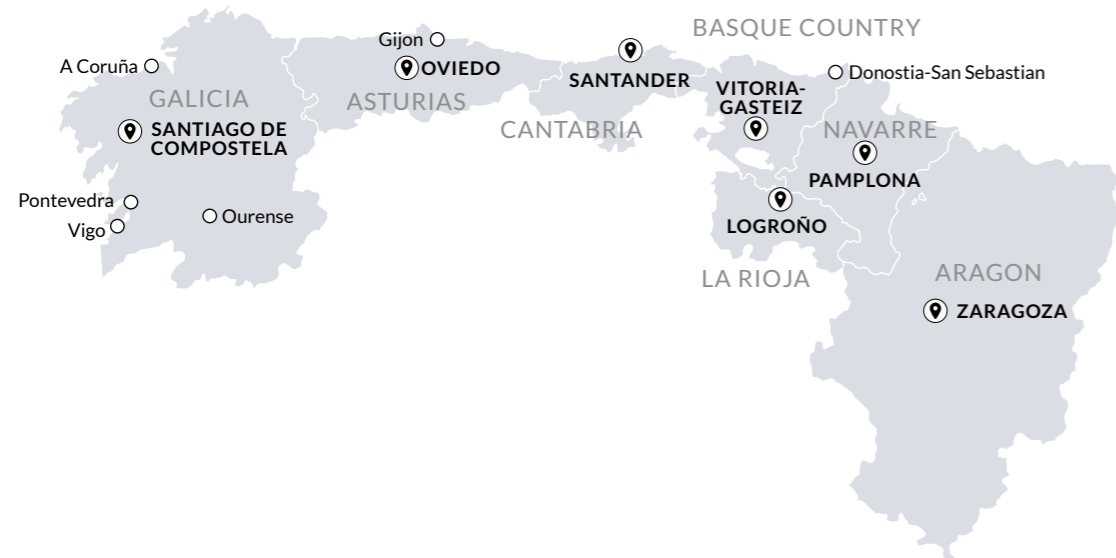 BASQUE COUNTRY
Gijon
A Coruña
OVIEDO
SANTANDER
Donostia-San Sebastian
VITORIA-
GASTEIZ
GALICIA
ASTURIAS
CANTABRIA
NAVARRE
SANTIAGO DE
COMPOSTELA
PAMPLONA
Pontevedra
Ourense
Vigo
LOGROÑO
LA RIOJA
ARAGON
ZARAGOZA